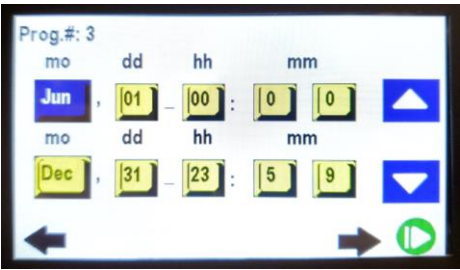 Prog.#: 3
mo dd hh mm
Jun , 01 _ 00 : 0 0
mo dd hh mm
Dec , 31 _ 23 : 5 9